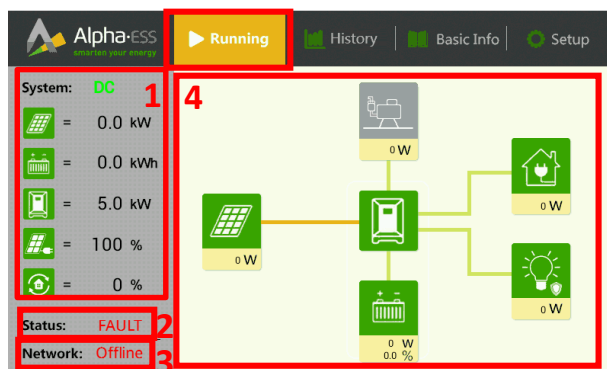 Alpha·ESS
smarten your energy
Running
History
Basic Info
Setup
System: DC
1
= 0.0 kW
= 0.0 kWh
= 5.0 kW
= 100 %
= 0 %
Status: FAULT
2
Network: Offline
3
4
0 W
0 W
0 W
0 W
0 W
0.0 %